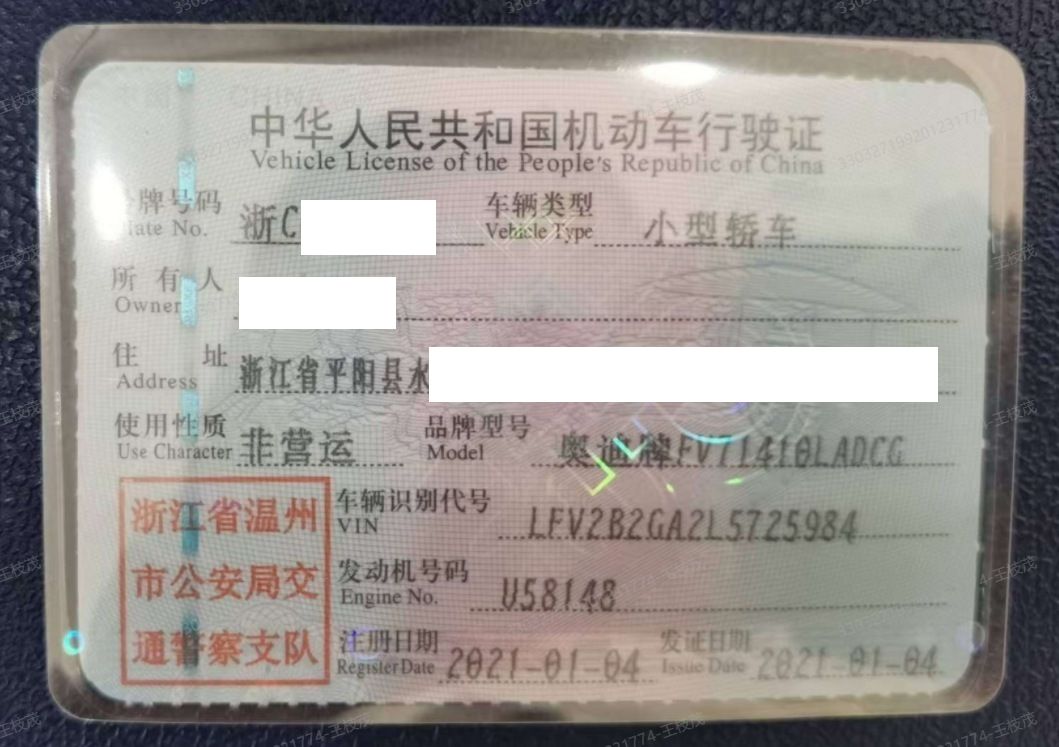 中华人民共和国机动车行驶证
Vehicle License of the People's Republic of China
号牌号码 浙C 车辆类型 小型轿车
Plate No. Vehicle Type
所有人
Owner
住址 浙江省平阳县水
Address
使用性质 非营运 品牌型号 奥迪牌FV71410LADCG
Use Character Model
浙江省温州 车辆识别代号 LFV2B2GA2L5725984
VIN
市公安局交 发动机号码 U58148
Engine No.
通警察支队 注册日期 2021-01-04 发证日期 2021-01-04
Register Date Issue Date